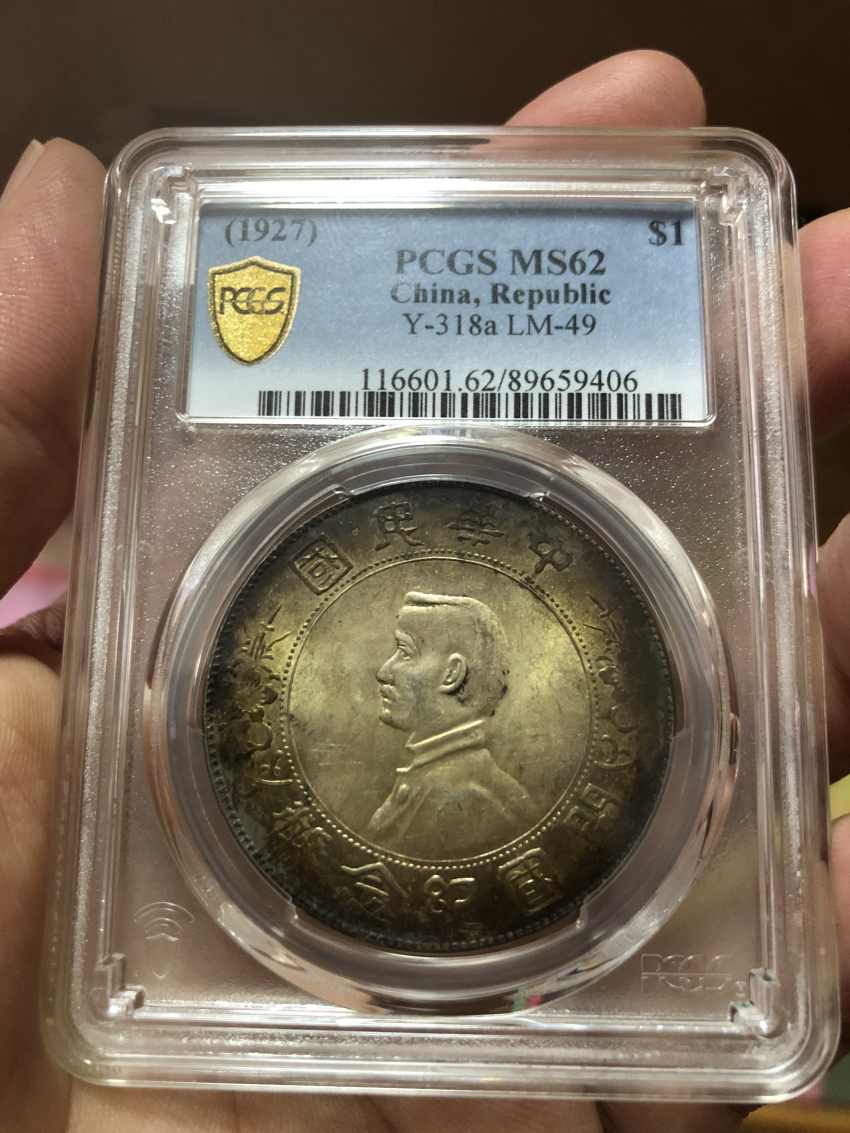 (1927)
$1
PCGS MS62
PCGS
China, Republic
Y-318a LM-49
116601.62/89659406
中華民國
開國紀念幣
PCGS